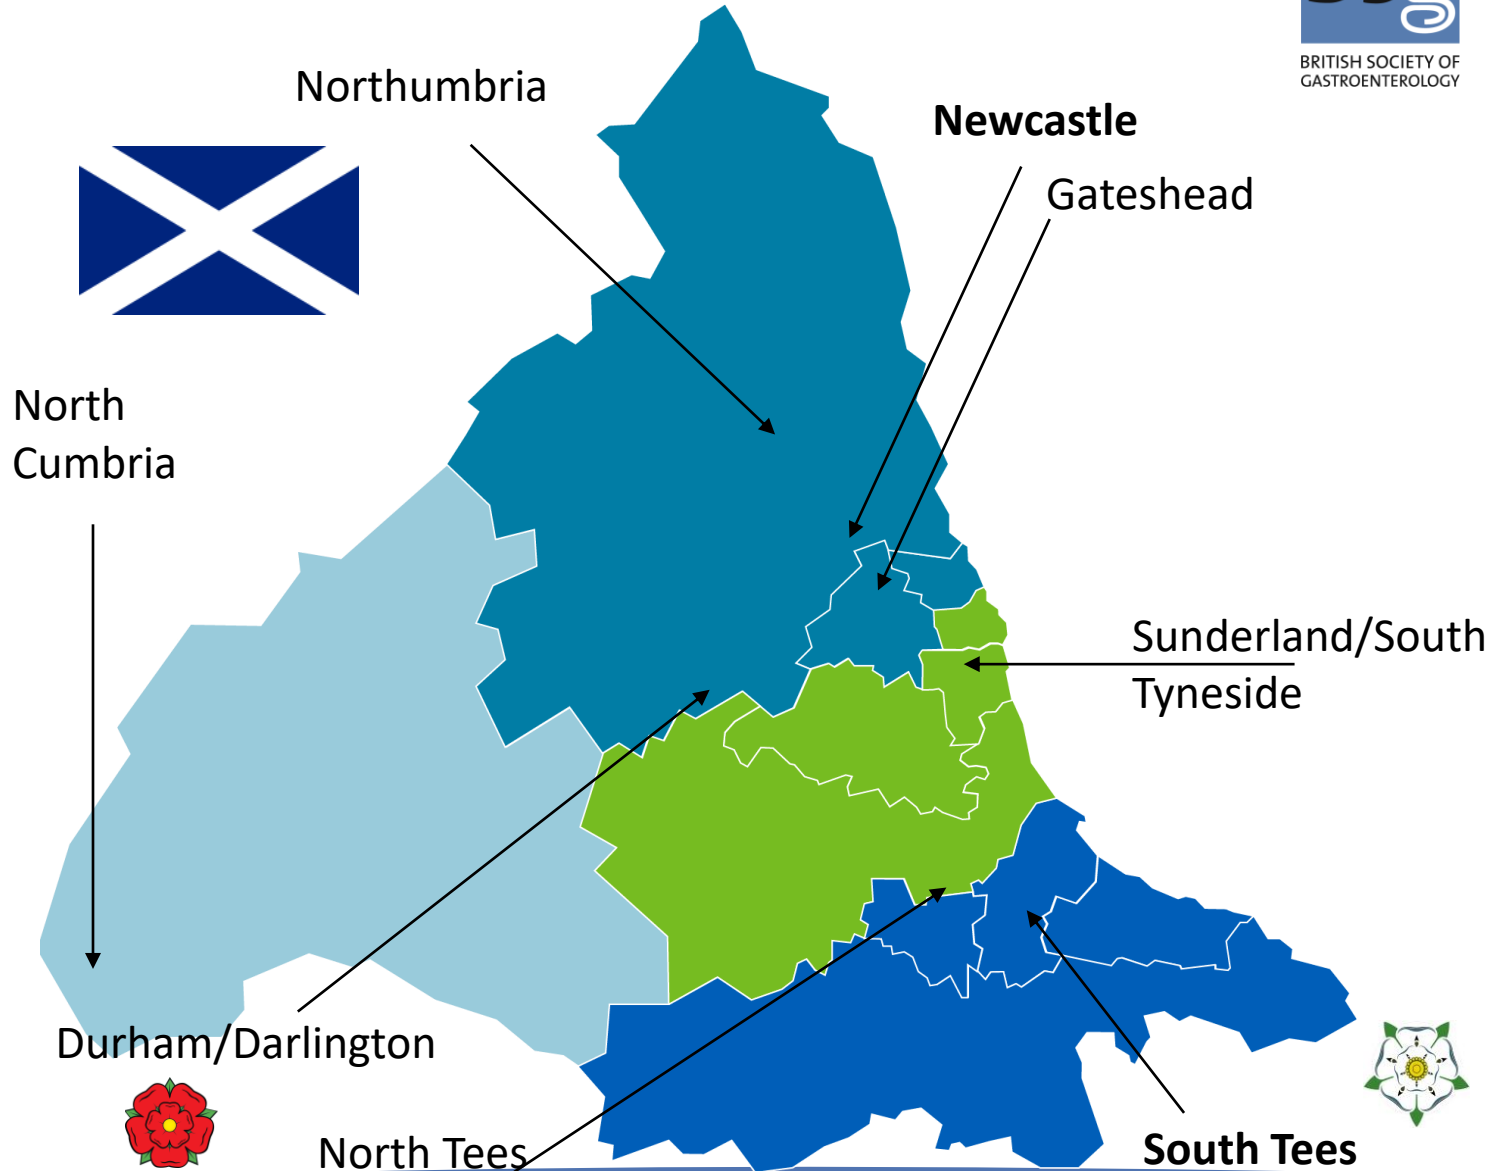 BRITISH SOCIETY OF
GASTROENTEROLOGY
Northumbria
Newcastle
Gateshead
North
Cumbria
Sunderland/South
Tyneside
Durham/Darlington
North Tees
South Tees